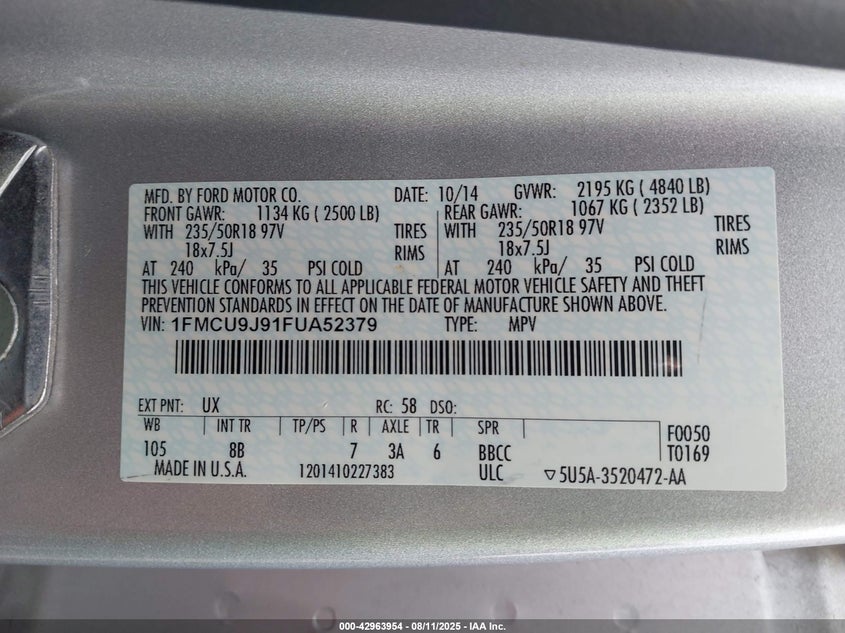 MFD. BY FORD MOTOR CO. DATE: 10/14 GVWR: 2195 KG ( 4840 LB)
FRONT GAWR: 1134 KG ( 2500 LB) REAR GAWR: 1067 KG ( 2352 LB)
WITH 235/50R18 97V TIRES WITH 235/50R18 97V TIRES
18x7.5J RIMS 18x7.5J RIMS
AT 240 kPa/ 35 PSI COLD AT 240 kPa/ 35 PSI COLD
THIS VEHICLE CONFORMS TO ALL APPLICABLE FEDERAL MOTOR VEHICLE SAFETY AND THEFT
PREVENTION STANDARDS IN EFFECT ON THE DATE OF MANUFACTURE SHOWN ABOVE.
VIN: 1FMCU9J91FUA52379 TYPE: MPV
EXT PNT: UX RC: 58 DSO:
WB INT TR TP/PS R AXLE TR SPR F0050
105 8B 7 3A 6 BBCC T0169
MADE IN U.S.A. 1201410227383 ULC ▽5U5A-3520472-AA
000-42963954 - 08/11/2025 - IAA Inc.